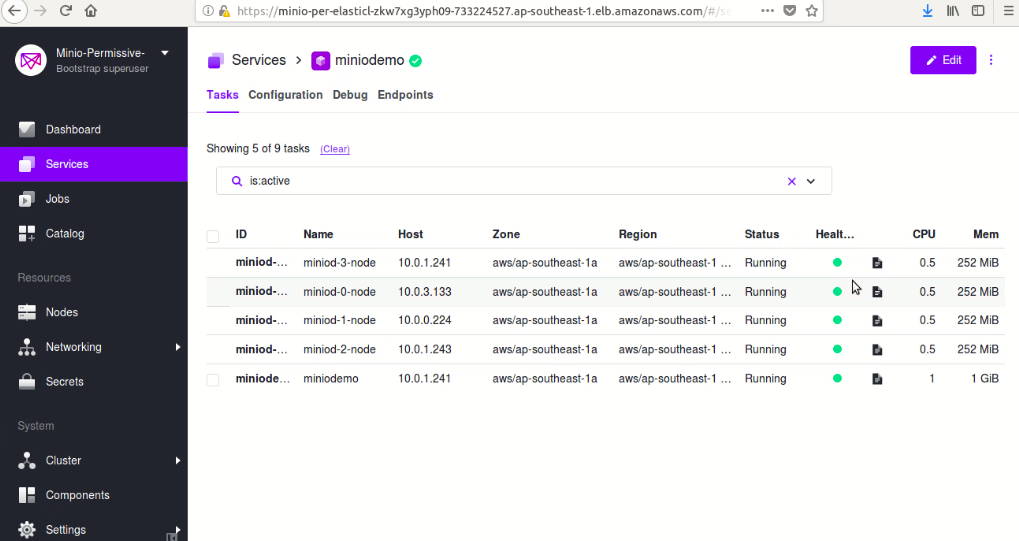 https://minio-per-elasticl-zkw7xg3yph09-733224527.ap-southeast-1.elb.amazonaws.com/#/se
Minio-Permissive-
Bootstrap superuser
Dashboard
Services
Jobs
Catalog
Resources
Nodes
Networking
Secrets
System
Cluster
Components
Settings
Services > miniodemo
Edit
Tasks Configuration Debug Endpoints
Showing 5 of 9 tasks (Clear)
is:active
ID Name Host Zone Region Status Healt... CPU Mem
miniod-... miniod-3-node 10.0.1.241 aws/ap-southeast-1a aws/ap-southeast-1 ... Running 0.5 252 MiB
miniod-... miniod-0-node 10.0.3.133 aws/ap-southeast-1a aws/ap-southeast-1 ... Running 0.5 252 MiB
miniod-... miniod-1-node 10.0.0.224 aws/ap-southeast-1a aws/ap-southeast-1 ... Running 0.5 252 MiB
miniod-... miniod-2-node 10.0.1.243 aws/ap-southeast-1a aws/ap-southeast-1 ... Running 0.5 252 MiB
miniode... miniodemo 10.0.1.241 aws/ap-southeast-1a aws/ap-southeast-1 ... Running 1 1 GiB